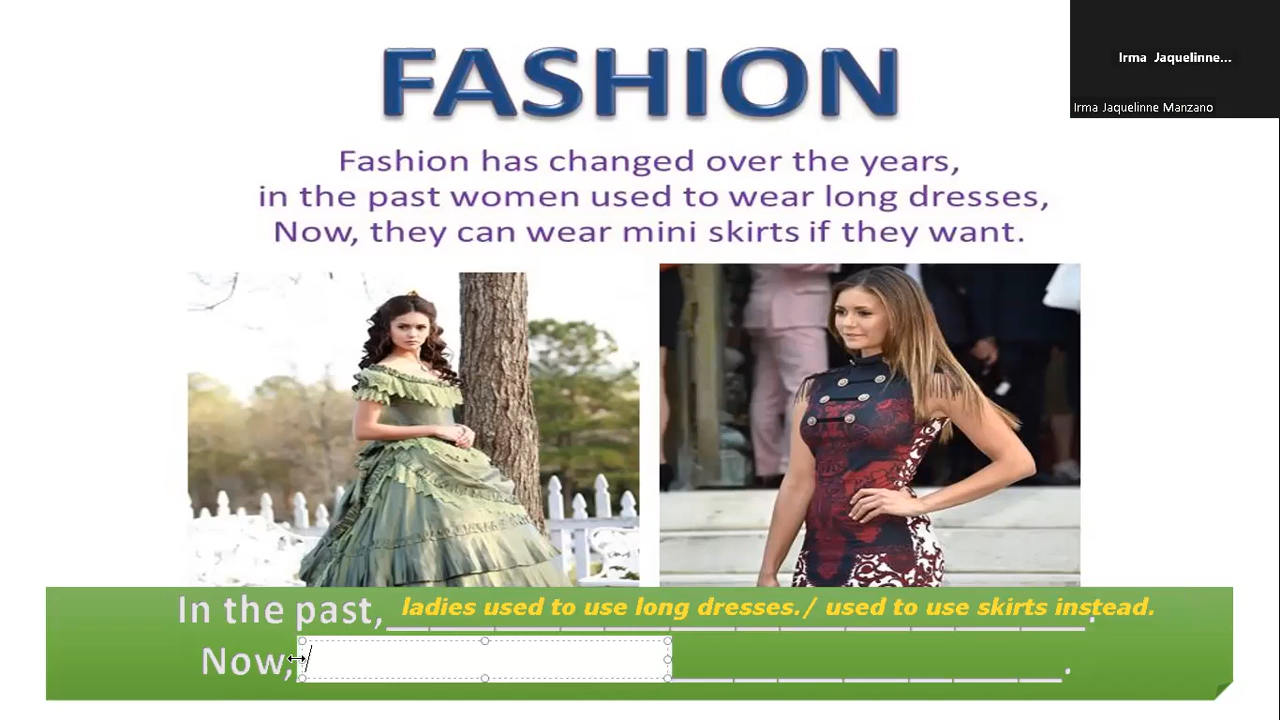 FASHION
Irma Jaquelinne...
Irma Jaquelinne Manzano
Fashion has changed over the years,
in the past women used to wear long dresses,
Now, they can wear mini skirts if they want.
In the past, ladies used to use long dresses./ used to use skirts instead.
Now, / .